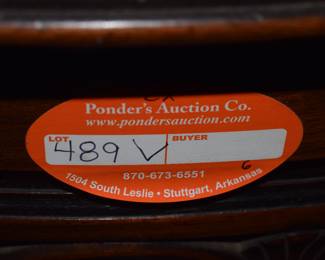 Ponder's Auction Co.
www.pondersauction.com
LOT BUYER
489 V
870-673-6551
6
1504 South Leslie • Stuttgart, Arkansas